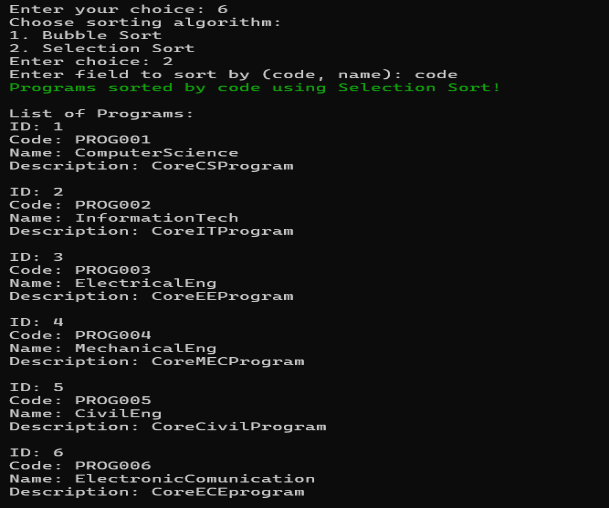 Enter your choice: 6
Choose sorting algorithm:
1. Bubble Sort
2. Selection Sort
Enter choice: 2
Enter field to sort by (code, name): code
Programs sorted by code using Selection Sort!
List of Programs:
ID: 1
Code: PROG001
Name: ComputerScience
Description: CoreCSProgram
ID: 2
Code: PROG002
Name: InformationTech
Description: CoreITProgram
ID: 3
Code: PROG003
Name: ElectricalEng
Description: CoreEEProgram
ID: 4
Code: PROG004
Name: MechanicalEng
Description: CoreMECProgram
ID: 5
Code: PROG005
Name: CivilEng
Description: CoreCivilProgram
ID: 6
Code: PROG006
Name: ElectronicComunication
Description: CoreECEprogram